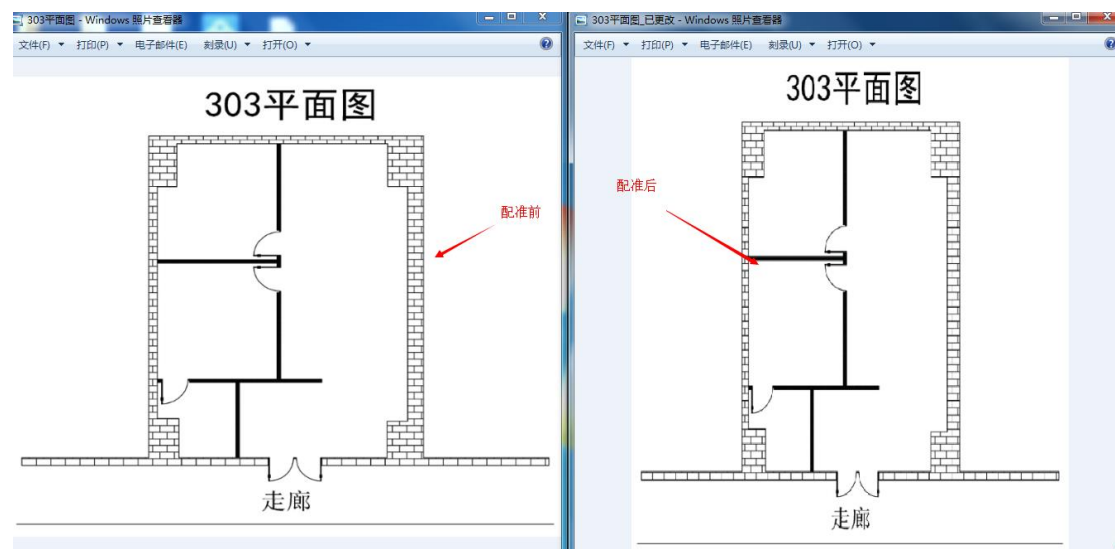 303平面图 - Windows 照片查看器
文件(F) 打印(P) 电子邮件(E) 刻录(U) 打开(O)
303平面图
配准前
走廊
303平面图_已更改 - Windows 照片查看器
文件(F) 打印(P) 电子邮件(E) 刻录(U) 打开(O)
303平面图
配准后
走廊